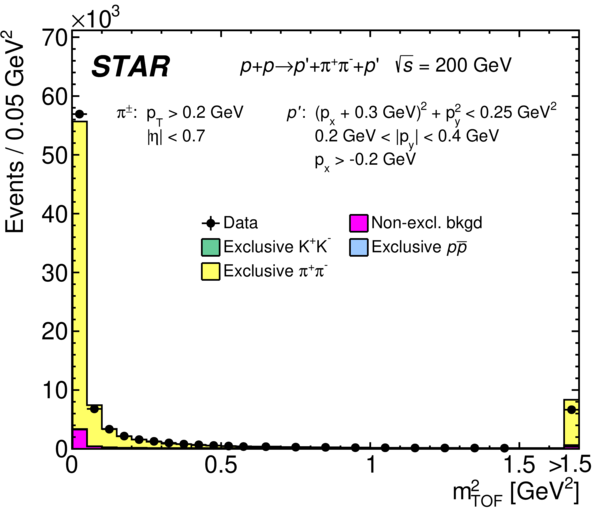 ×10³
70
60
50
40
30
20
10
0
Events / 0.05 GeV²
STAR
p+p→p'+π⁺π⁻+p' √s = 200 GeV
π±: p_T > 0.2 GeV
|η| < 0.7
p': (p_x + 0.3 GeV)² + p_y² < 0.25 GeV²
0.2 GeV < |p_y| < 0.4 GeV
p_x > -0.2 GeV
Data
Non-excl. bkgd
Exclusive K⁺K⁻
Exclusive pp̅
Exclusive π⁺π⁻
0 0.5 1 1.5 >1.5
m²_TOF [GeV²]